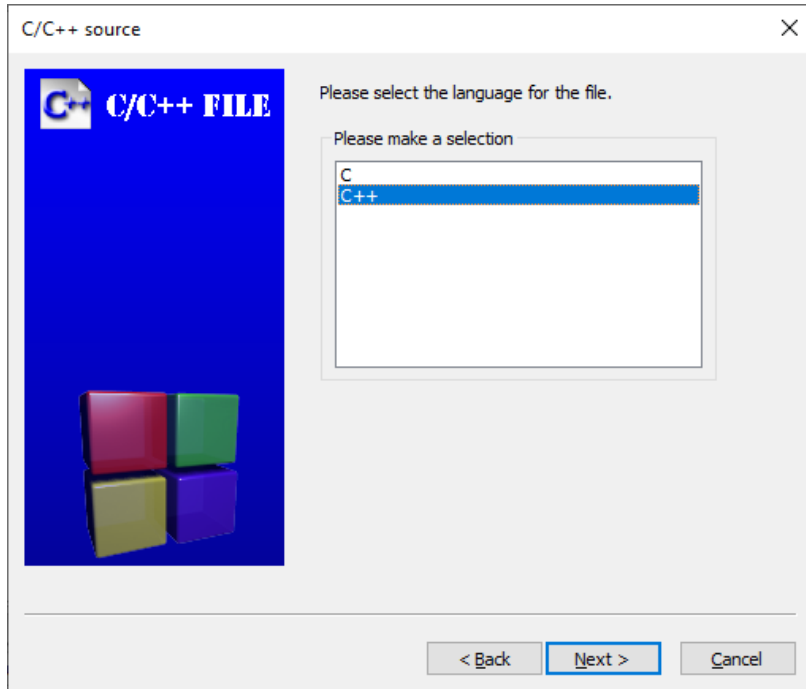 C/C++ source
C++ C/C++ FILE
Please select the language for the file.
Please make a selection
C
C++
< Back Next > Cancel